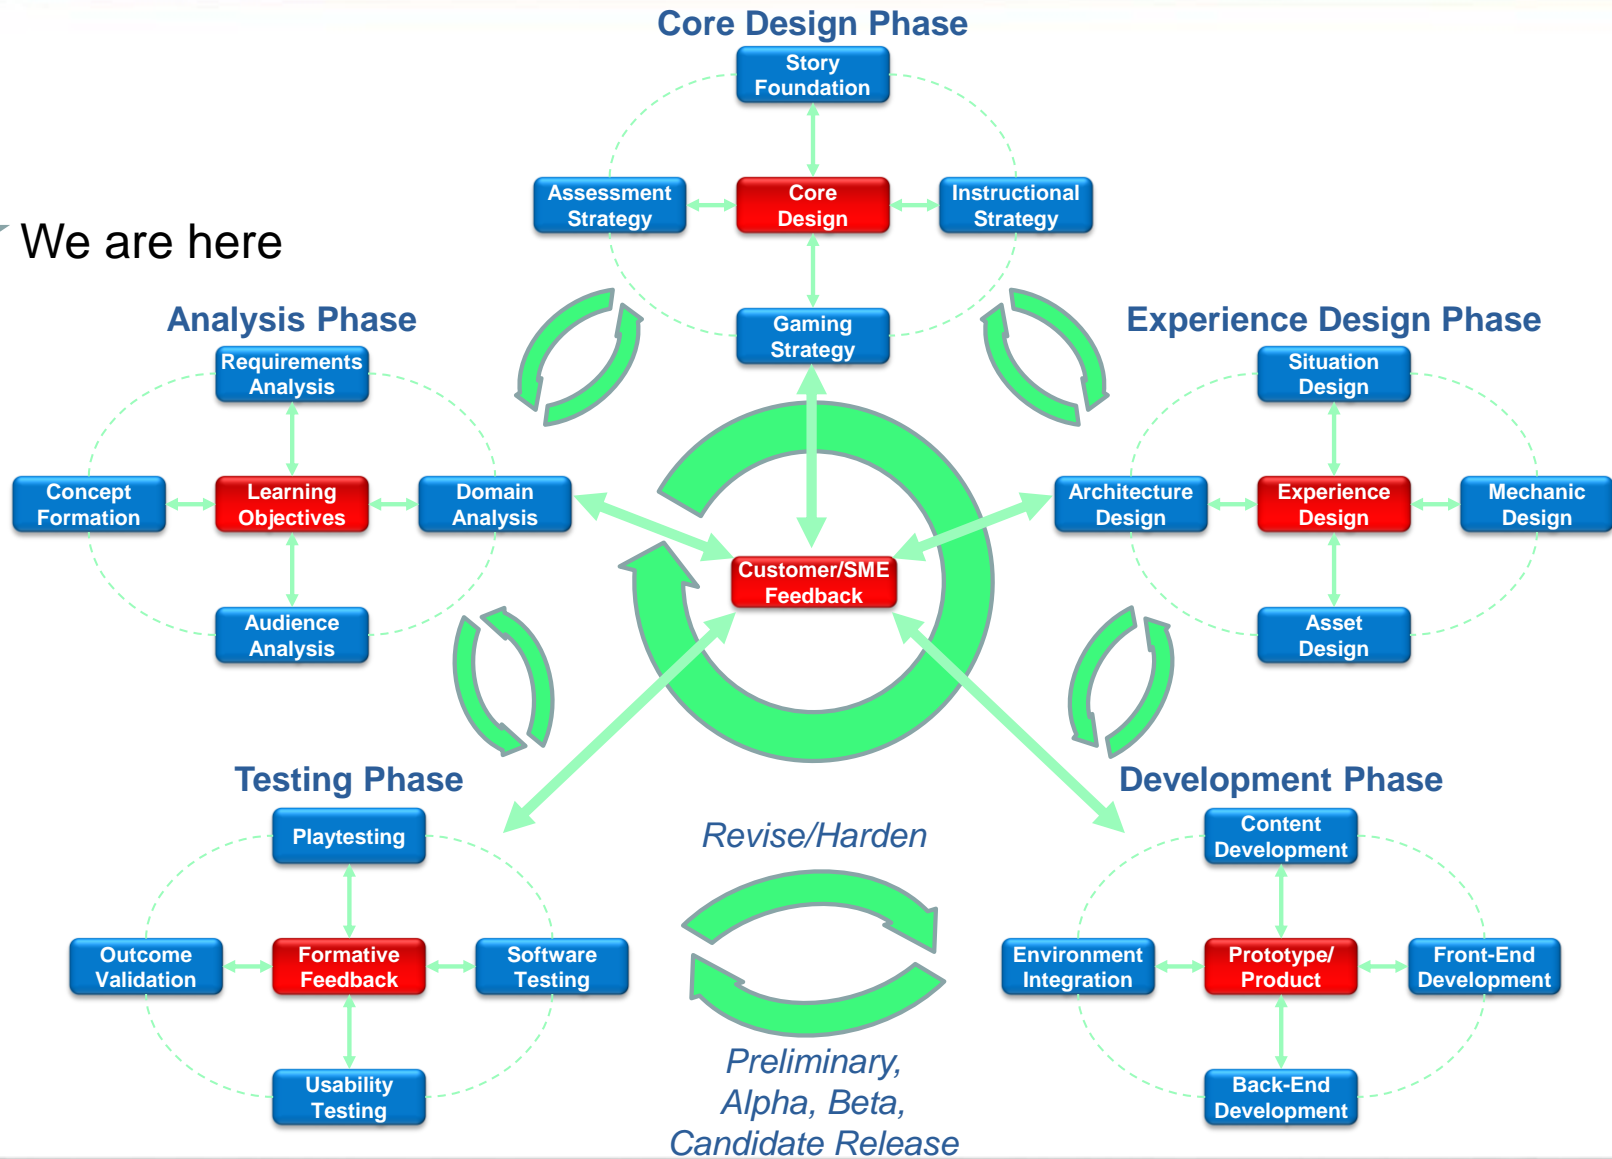 Core Design Phase
Story
Foundation
Assessment
Strategy
Core
Design
Instructional
Strategy
Gaming
Strategy
We are here
Analysis Phase
Requirements
Analysis
Concept
Formation
Learning
Objectives
Domain
Analysis
Audience
Analysis
Experience Design Phase
Situation
Design
Architecture
Design
Experience
Design
Mechanic
Design
Asset
Design
Customer/SME
Feedback
Testing Phase
Playtesting
Outcome
Validation
Formative
Feedback
Software
Testing
Usability
Testing
Revise/Harden
Preliminary,
Alpha, Beta,
Candidate Release
Development Phase
Content
Development
Environment
Integration
Prototype/
Product
Front-End
Development
Back-End
Development